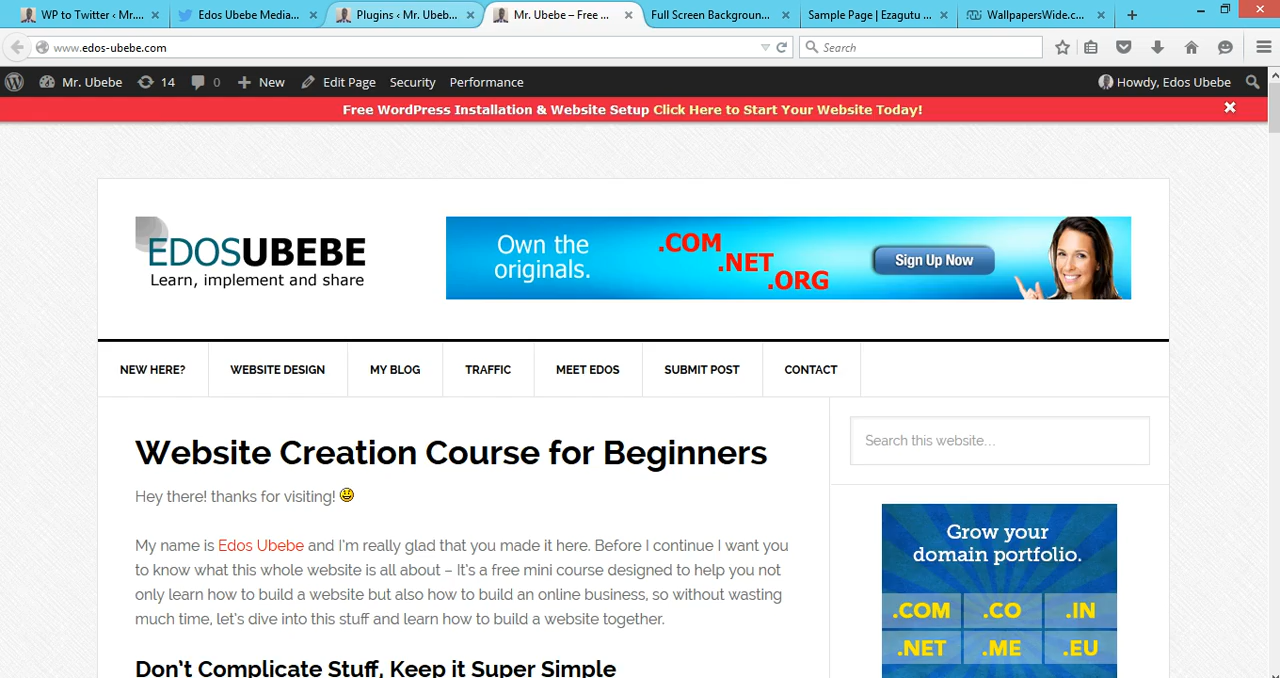 WP to Twitter ‹ Mr....
Edos Ubebe Media...
Plugins ‹ Mr. Ubeb...
Mr. Ubebe – Free ...
Full Screen Backgroun...
Sample Page | Ezagutu ...
WallpapersWide.c...
www.edos-ubebe.com
Search
Mr. Ubebe
14
0
New
Edit Page
Security
Performance
Howdy, Edos Ubebe
Free WordPress Installation & Website Setup Click Here to Start Your Website Today!
EDOSUBEBE
Learn, implement and share
Own the
originals.
.COM
.NET
.ORG
Sign Up Now
NEW HERE?
WEBSITE DESIGN
MY BLOG
TRAFFIC
MEET EDOS
SUBMIT POST
CONTACT
Website Creation Course for Beginners
Hey there! thanks for visiting!
My name is Edos Ubebe and I'm really glad that you made it here. Before I continue I want you
to know what this whole website is all about – It's a free mini course designed to help you not
only learn how to build a website but also how to build an online business, so without wasting
much time, let's dive into this stuff and learn how to build a website together.
Don't Complicate Stuff, Keep it Super Simple
Search this website...
Grow your
domain portfolio.
.COM .CO .IN
.NET .ME .EU